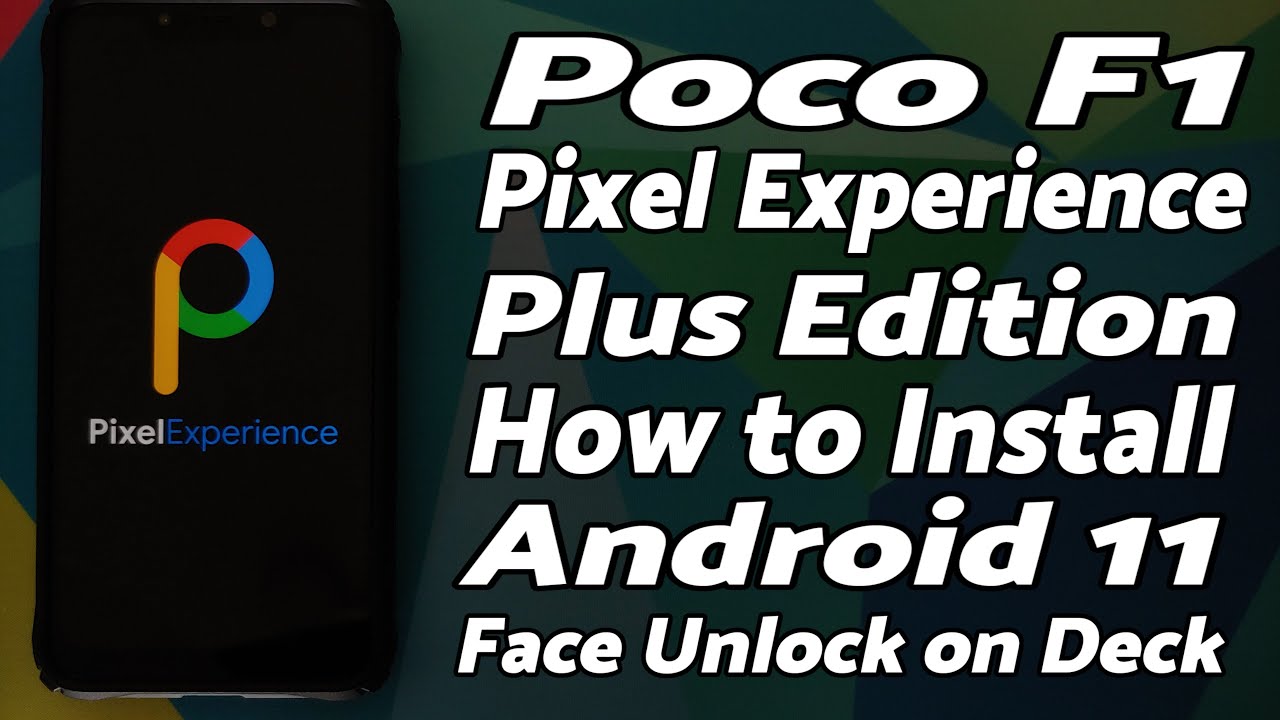 PixelExperience
Poco F1
Pixel Experience
Plus Edition
How to Install
Android 11
Face Unlock on Deck